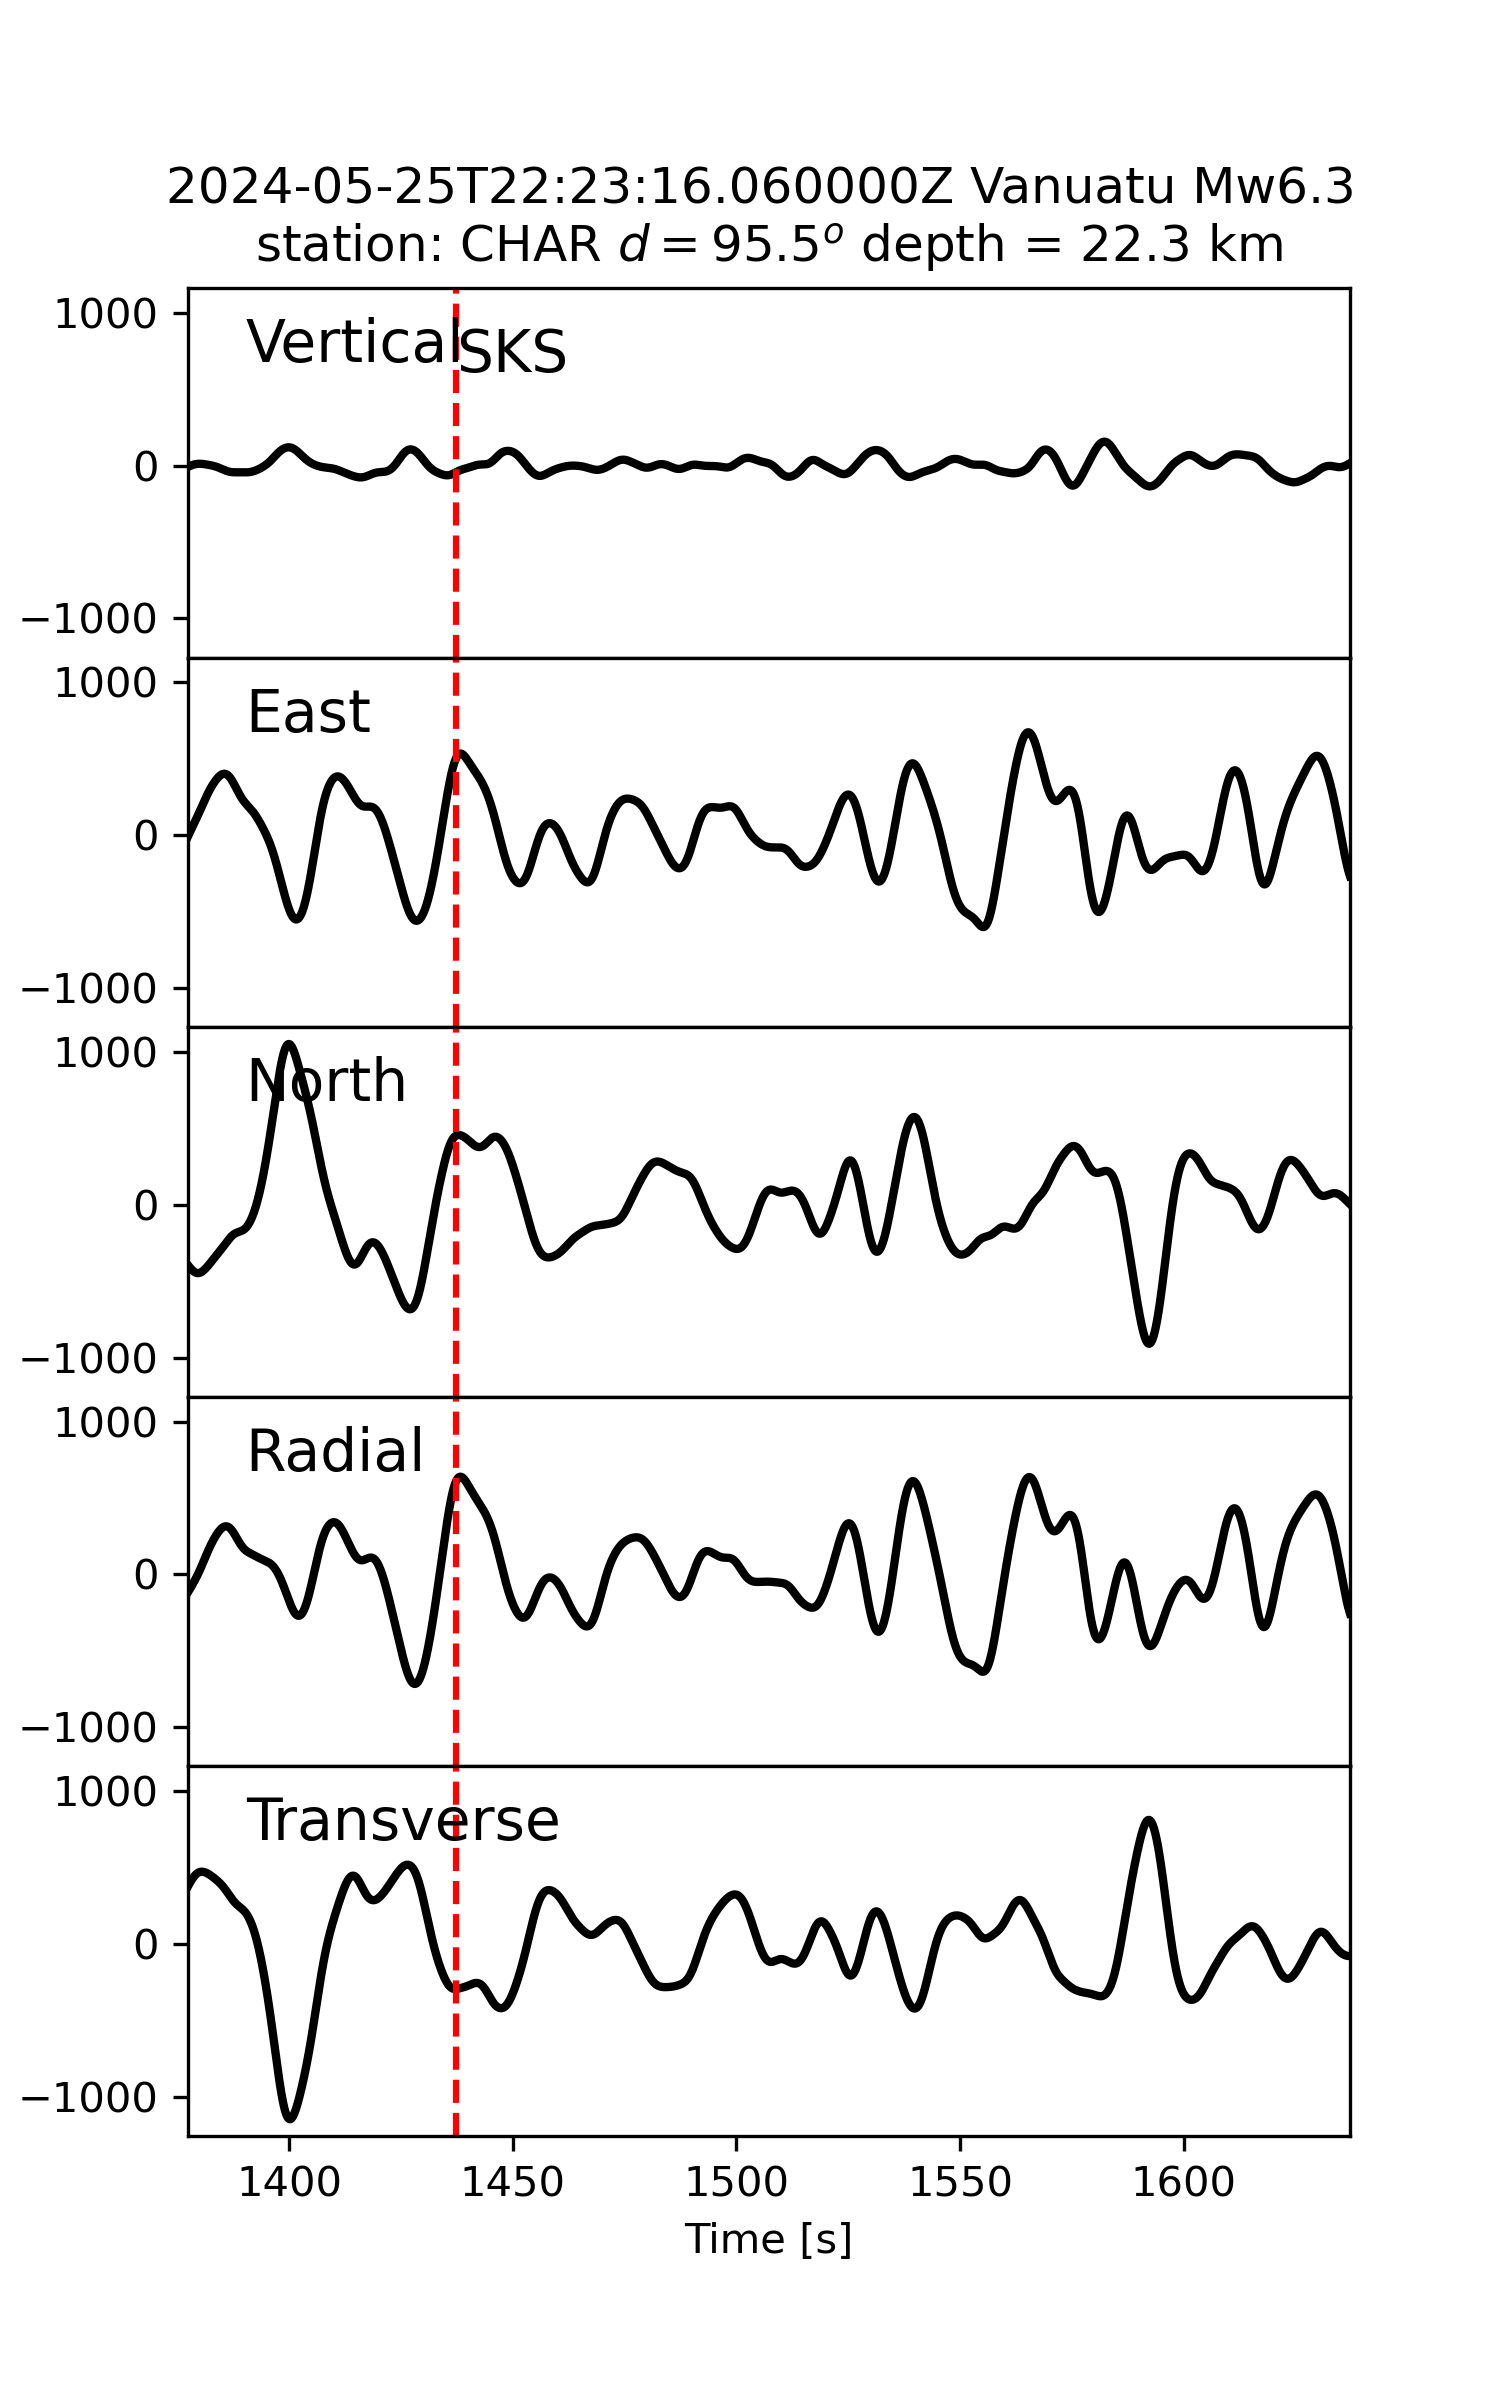 2024-05-25T22:23:16.060000Z Vanuatu Mw6.3
station: CHAR d = 95.5° depth = 22.3 km
1000
Vertical
SKS
0
−1000
1000
East
0
−1000
1000
North
0
−1000
1000
Radial
0
−1000
1000
Transverse
0
−1000
1400 1450 1500 1550 1600
Time [s]